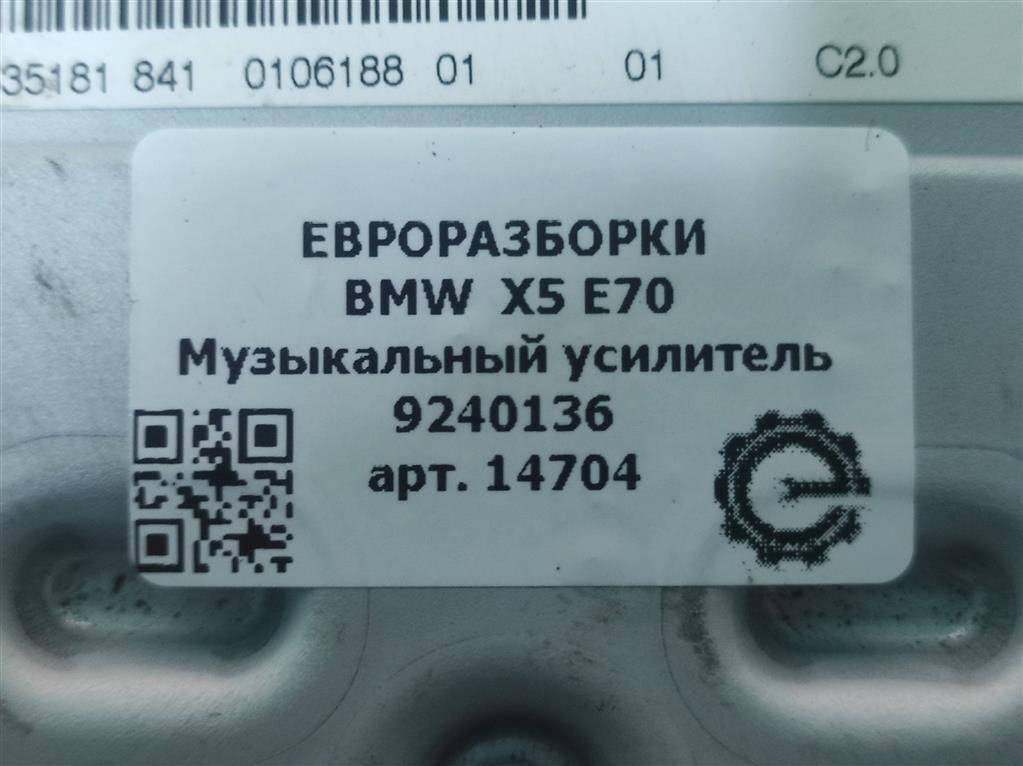 35181 841 0106188 01 01 C2.0
ЕВРОРАЗБОРКИ
BMW X5 E70
Музыкальный усилитель
9240136
арт. 14704